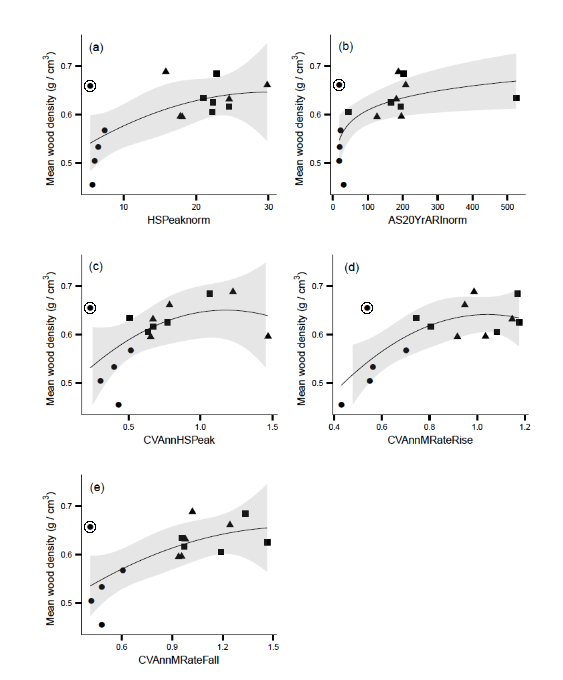 (a)
(b)
Mean wood density (g / cm³)
0.7
0.6
0.5
10
20
30
HSPeaknorm
Mean wood density (g / cm³)
0.7
0.6
0.5
0
100
200
300
400
500
AS20YrARInorm
(c)
(d)
Mean wood density (g / cm³)
0.7
0.6
0.5
0.5
1.0
1.5
CVAnnHSPeak
Mean wood density (g / cm³)
0.7
0.6
0.5
0.4
0.6
0.8
1.0
1.2
CVAnnMRateRise
(e)
Mean wood density (g / cm³)
0.7
0.6
0.5
0.6
0.9
1.2
1.5
CVAnnMRateFall